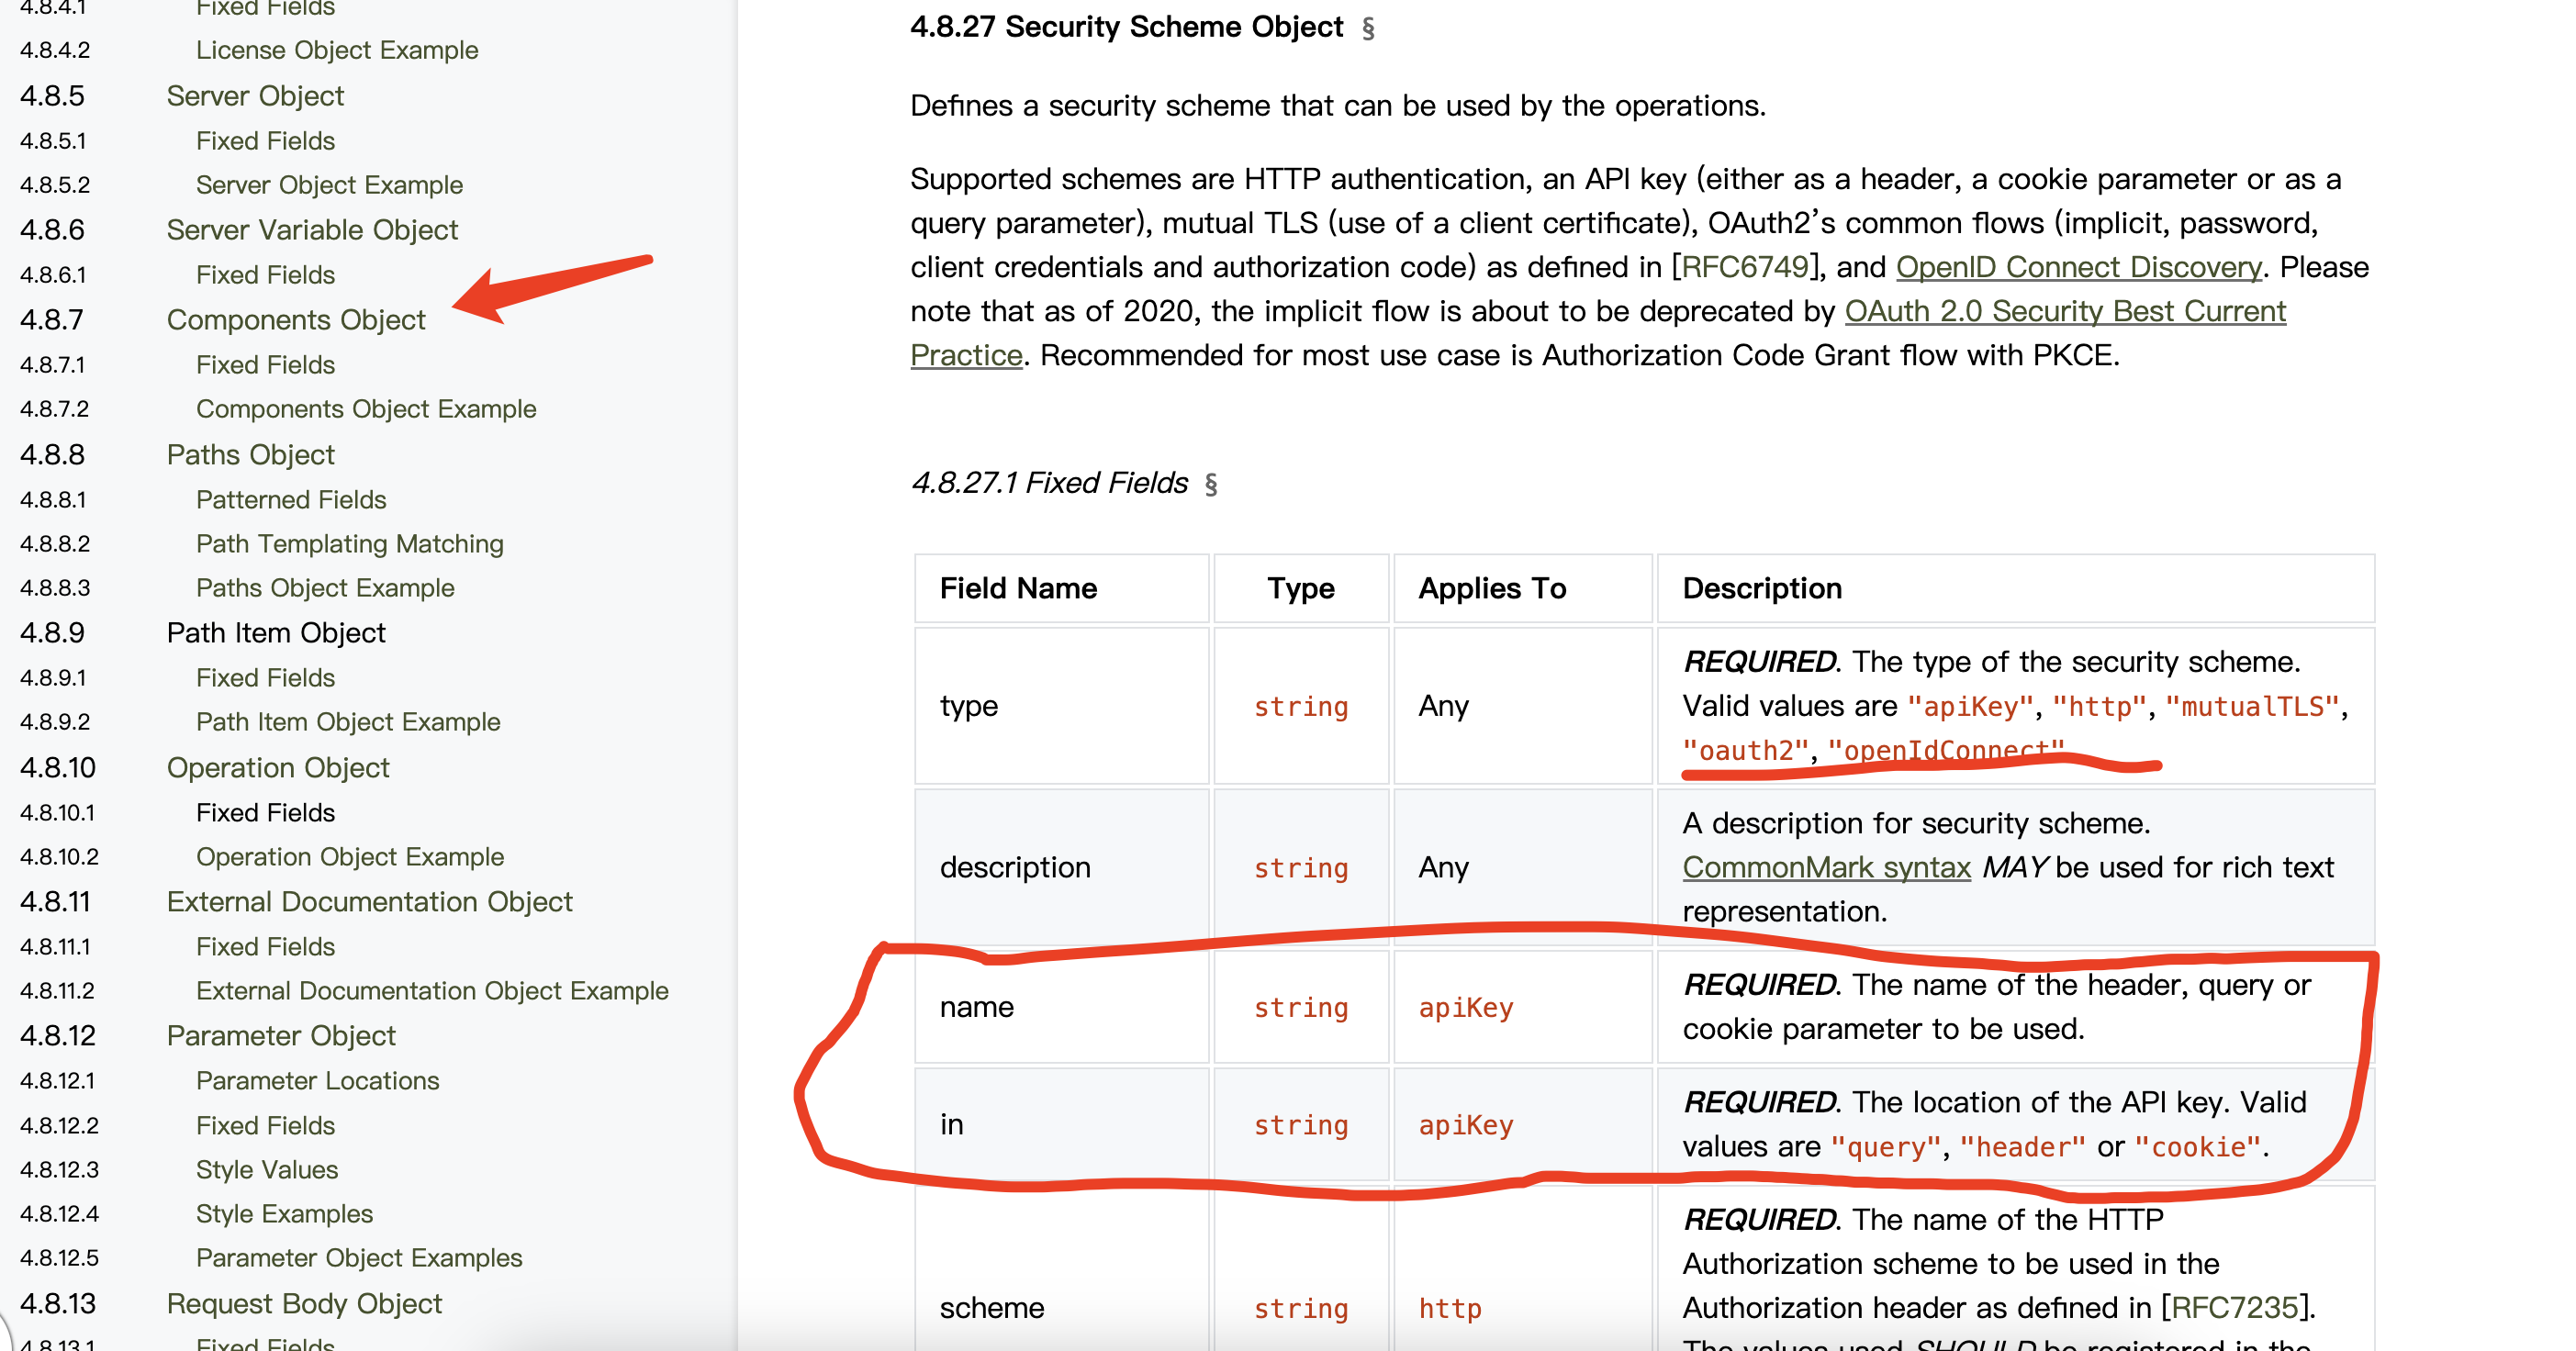 4.8.4.1 Fixed Fields
4.8.4.2 License Object Example
4.8.5 Server Object
4.8.5.1 Fixed Fields
4.8.5.2 Server Object Example
4.8.6 Server Variable Object
4.8.6.1 Fixed Fields
4.8.7 Components Object
4.8.7.1 Fixed Fields
4.8.7.2 Components Object Example
4.8.8 Paths Object
4.8.8.1 Patterned Fields
4.8.8.2 Path Templating Matching
4.8.8.3 Paths Object Example
4.8.9 Path Item Object
4.8.9.1 Fixed Fields
4.8.9.2 Path Item Object Example
4.8.10 Operation Object
4.8.10.1 Fixed Fields
4.8.10.2 Operation Object Example
4.8.11 External Documentation Object
4.8.11.1 Fixed Fields
4.8.11.2 External Documentation Object Example
4.8.12 Parameter Object
4.8.12.1 Parameter Locations
4.8.12.2 Fixed Fields
4.8.12.3 Style Values
4.8.12.4 Style Examples
4.8.12.5 Parameter Object Examples
4.8.13 Request Body Object
4.8.13.1 Fixed Fields
4.8.27 Security Scheme Object §
Defines a security scheme that can be used by the operations.
Supported schemes are HTTP authentication, an API key (either as a header, a cookie parameter or as a
query parameter), mutual TLS (use of a client certificate), OAuth2’s common flows (implicit, password,
client credentials and authorization code) as defined in [RFC6749], and OpenID Connect Discovery. Please
note that as of 2020, the implicit flow is about to be deprecated by OAuth 2.0 Security Best Current
Practice. Recommended for most use case is Authorization Code Grant flow with PKCE.
4.8.27.1 Fixed Fields §
Field Name Type Applies To Description
REQUIRED. The type of the security scheme.
type string Any Valid values are "apiKey", "http", "mutualTLS",
"oauth2", "openIdConnect"
A description for security scheme.
description string Any CommonMark syntax MAY be used for rich text
representation.
name string apiKey REQUIRED. The name of the header, query or
cookie parameter to be used.
in string apiKey REQUIRED. The location of the API key. Valid
values are "query", "header" or "cookie".
REQUIRED. The name of the HTTP
Authorization scheme to be used in the
scheme string http Authorization header as defined in [RFC7235].
The values used SHOULD be registered in the